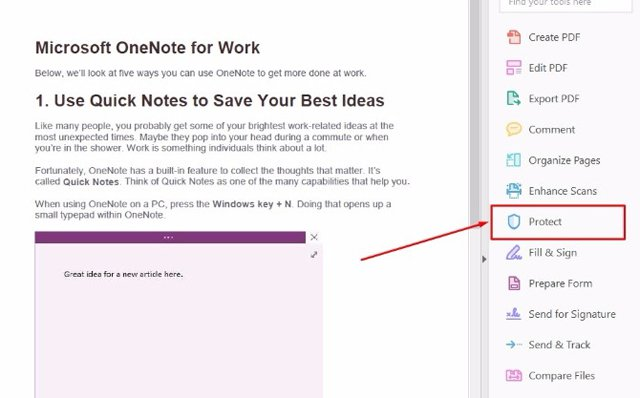 Find your tools here
Microsoft OneNote for Work
Below, we'll look at five ways you can use OneNote to get more done at work.
1. Use Quick Notes to Save Your Best Ideas
Like many people, you probably get some of your brightest work-related ideas at the
most unexpected times. Maybe they pop into your head during a commute or when
you're in the shower. Work is something individuals think about a lot.
Fortunately, OneNote has a built-in feature to collect the thoughts that matter. It's
called Quick Notes. Think of Quick Notes as one of the many capabilities that help you.
When using OneNote on a PC, press the Windows key + N. Doing that opens up a
small typepad within OneNote.
Great idea for a new article here.
Create PDF
Edit PDF
Export PDF
Comment
Organize Pages
Enhance Scans
Protect
Fill & Sign
Prepare Form
Send for Signature
Send & Track
Compare Files